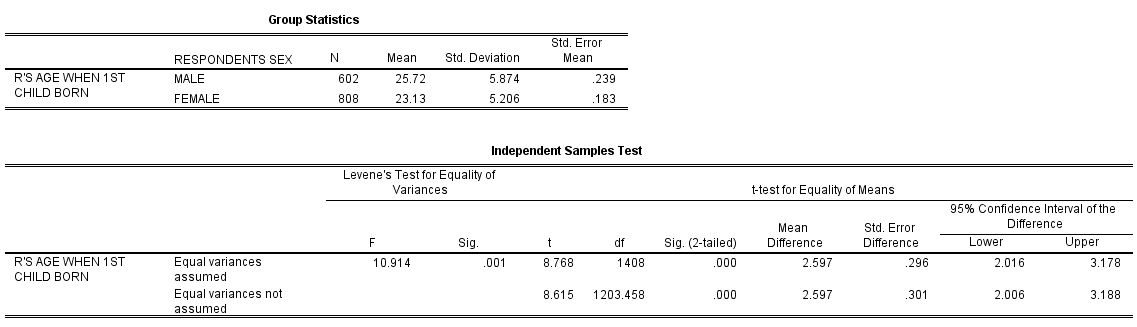 Group Statistics
Std. Error
RESPONDENTS SEX N Mean Std. Deviation Mean
R'S AGE WHEN 1ST MALE 602 25.72 5.874 .239
CHILD BORN FEMALE 808 23.13 5.206 .183
Independent Samples Test
Levene's Test for Equality of
Variances t-test for Equality of Means
95% Confidence Interval of the
Mean Std. Error Difference
F Sig. t df Sig. (2-tailed) Difference Difference Lower Upper
R'S AGE WHEN 1ST Equal variances 10.914 .001 8.768 1408 .000 2.597 .296 2.016 3.178
CHILD BORN assumed
Equal variances not 8.615 1203.458 .000 2.597 .301 2.006 3.188
assumed